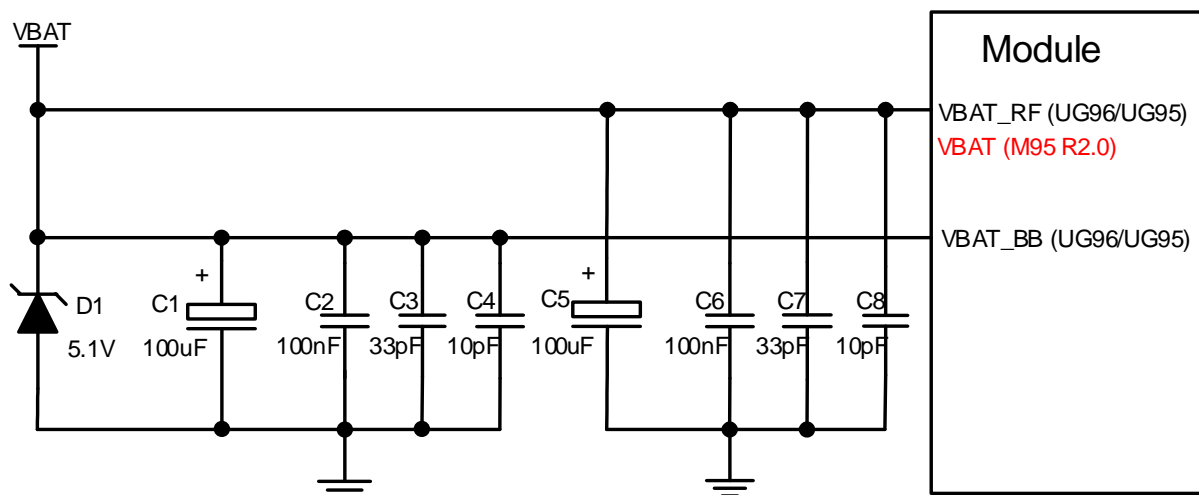 VBAT
Module
VBAT_RF (UG96/UG95)
VBAT (M95 R2.0)
VBAT_BB (UG96/UG95)
+
+
D1
C1
C2
C3
C4
C5
C6
C7
C8
5.1V
100uF
100nF
33pF
10pF
100uF
100nF
33pF
10pF